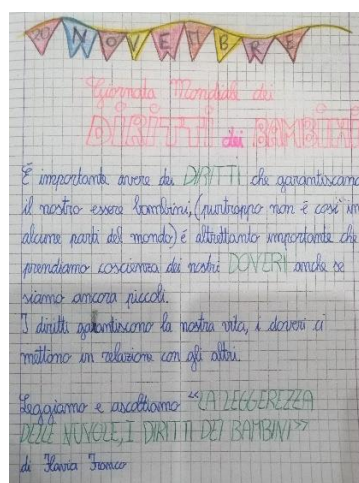 20 NOVEMBRE
Giornata Mondiale dei
DIRITTI dei BAMBINI
È importante avere dei DIRITTI che garantiscano
il nostro essere bambini, (purtroppo non è così in
alcune parti del mondo) è altrettanto importante che
prendiamo coscienza dei nostri DOVERI anche se
siamo ancora piccoli.
I diritti garantiscono la nostra vita, i doveri ci
mettono in relazione con gli altri.
Leggiamo e ascoltiamo "LA LEGGEREZZA
DELLE NUVOLE, I DIRITTI DEI BAMBINI"
di Flavia Franco